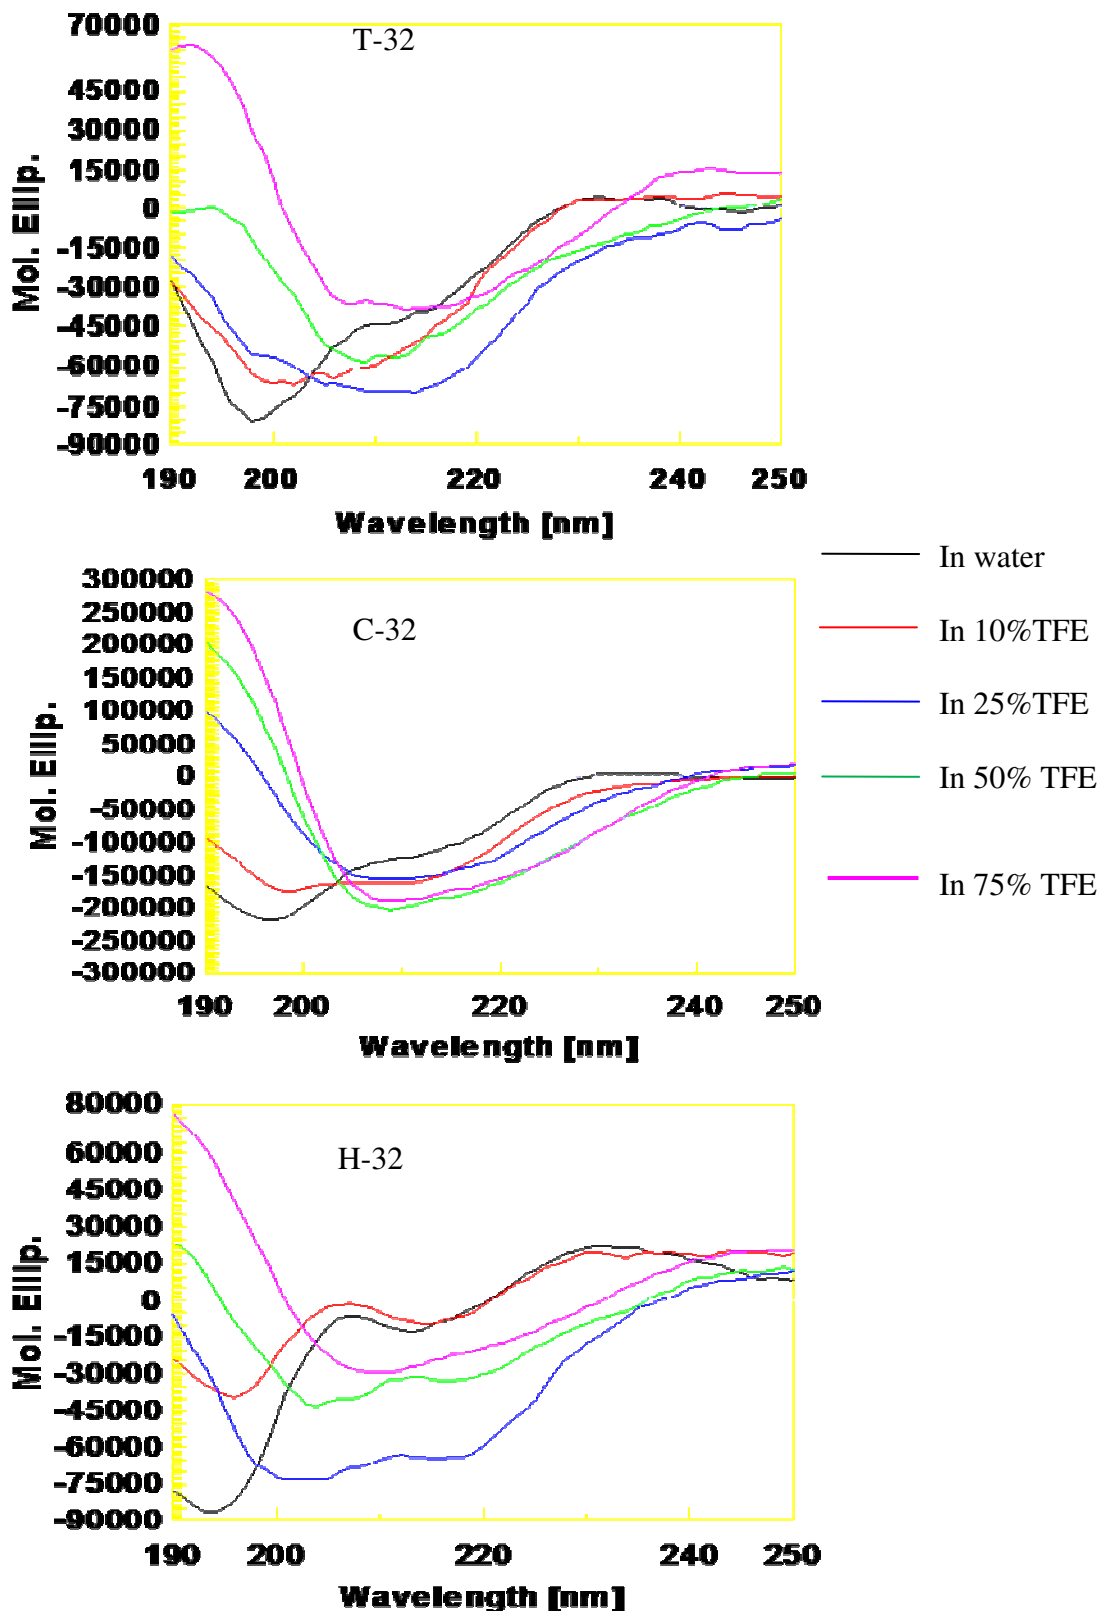 T-32
70000
45000
30000
15000
0
-15000
-30000
-45000
-60000
-75000
-90000
Mol. Ellip.
190 200 220 240 250
Wavelength [nm]
In water
In 10%TFE
In 25%TFE
In 50% TFE
In 75% TFE
C-32
300000
250000
200000
150000
100000
50000
0
-50000
-100000
-150000
-200000
-250000
-300000
Mol. Ellip.
190 200 220 240 250
Wavelength [nm]
H-32
80000
60000
45000
30000
15000
0
-15000
-30000
-45000
-60000
-75000
-90000
Mol. Ellip.
190 200 220 240 250
Wavelength [nm]